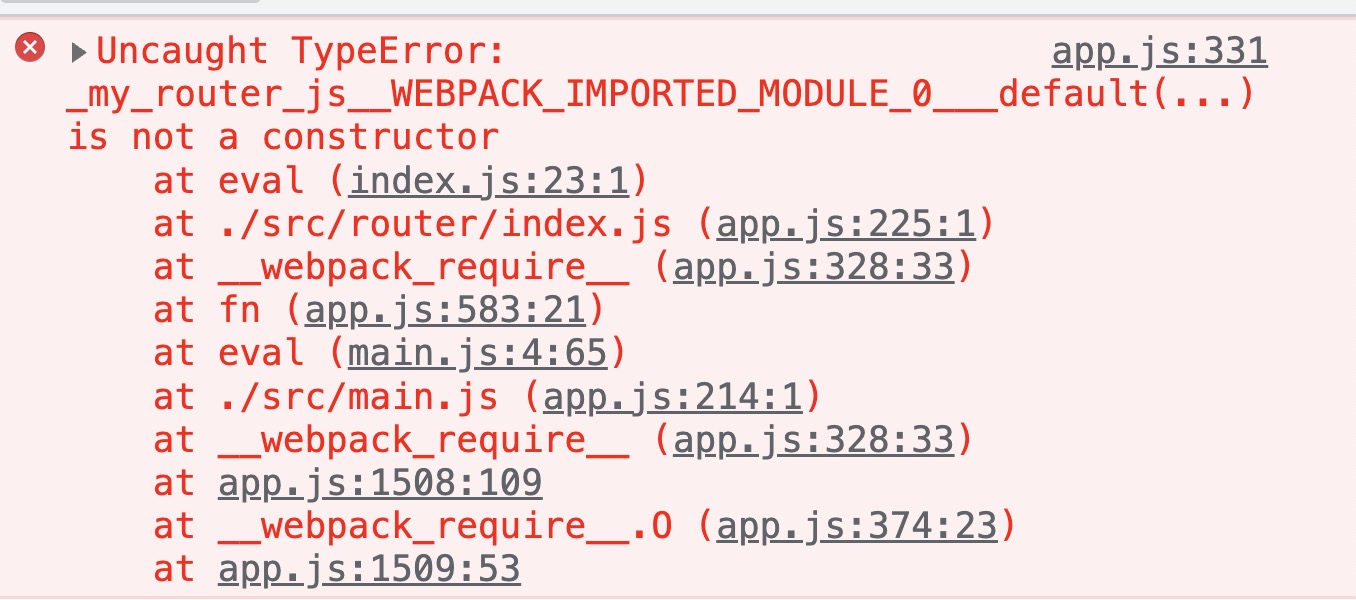 Uncaught TypeError: app.js:331
_my_router_js__WEBPACK_IMPORTED_MODULE_0___default(...)
is not a constructor
at eval (index.js:23:1)
at ./src/router/index.js (app.js:225:1)
at __webpack_require__ (app.js:328:33)
at fn (app.js:583:21)
at eval (main.js:4:65)
at ./src/main.js (app.js:214:1)
at __webpack_require__ (app.js:328:33)
at app.js:1508:109
at __webpack_require__.O (app.js:374:23)
at app.js:1509:53